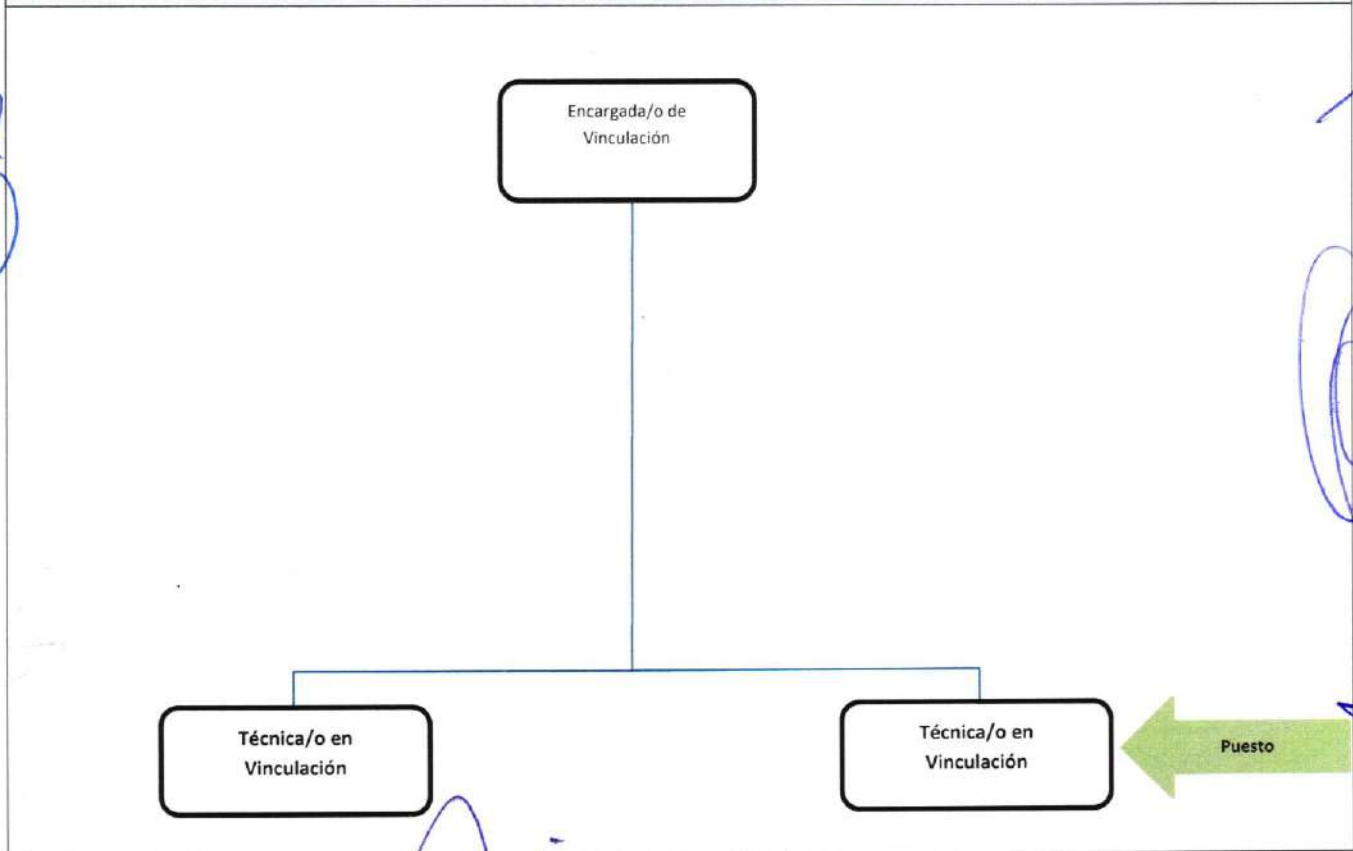 Encargada/o de
Vinculación
Técnica/o en
Vinculación
Técnica/o en
Vinculación
Puesto